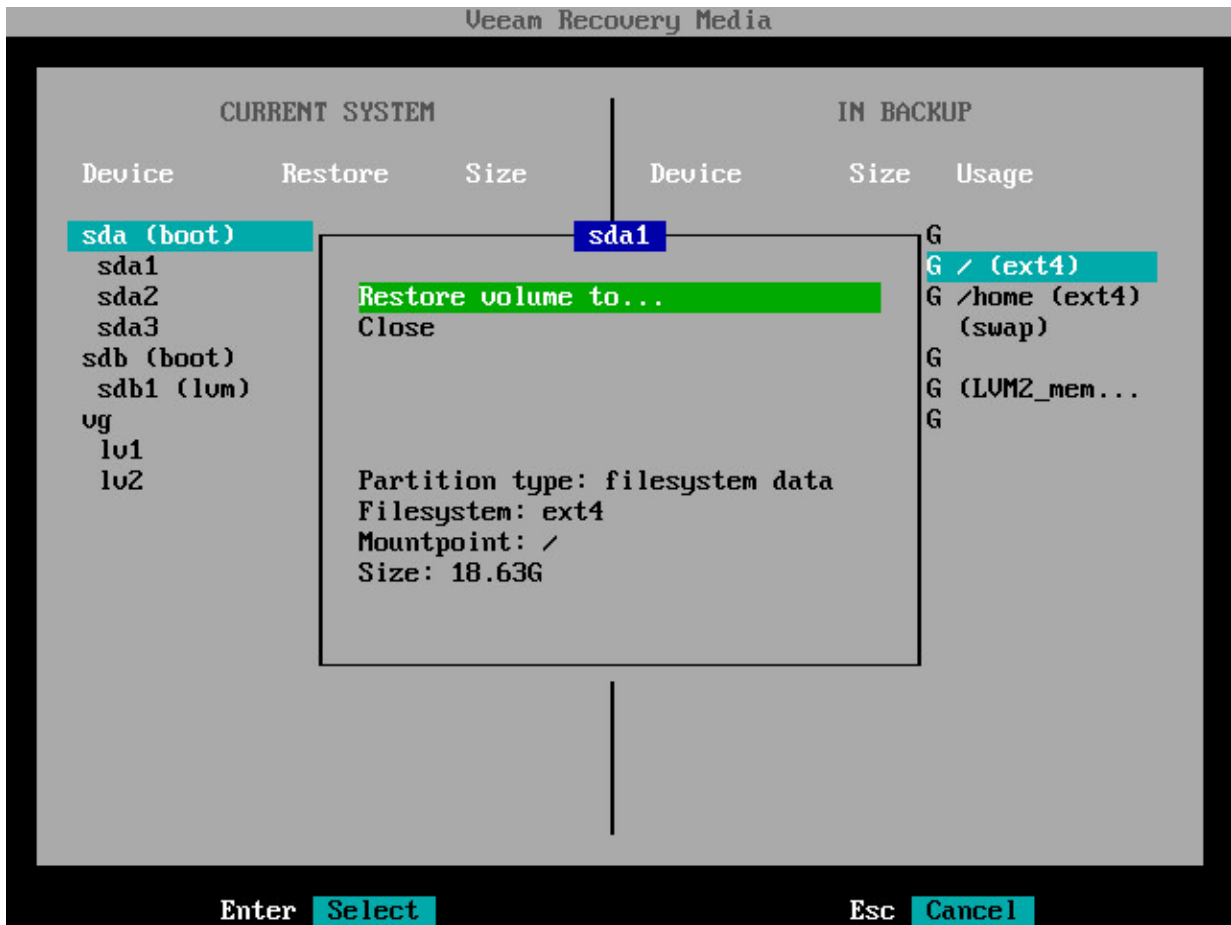 Veeam Recovery Media
CURRENT SYSTEM IN BACKUP
Device Restore Size Device Size Usage
sda (boot) sda1 G
sda1 G / (ext4)
sda2 Restore volume to... G /home (ext4)
sda3 Close (swap)
sdb (boot) G
sdb1 (lvm) G (LVM2_mem...
vg G
lv1
lv2 Partition type: filesystem data
Filesystem: ext4
Mountpoint: /
Size: 18.63G
Enter Select Esc Cancel